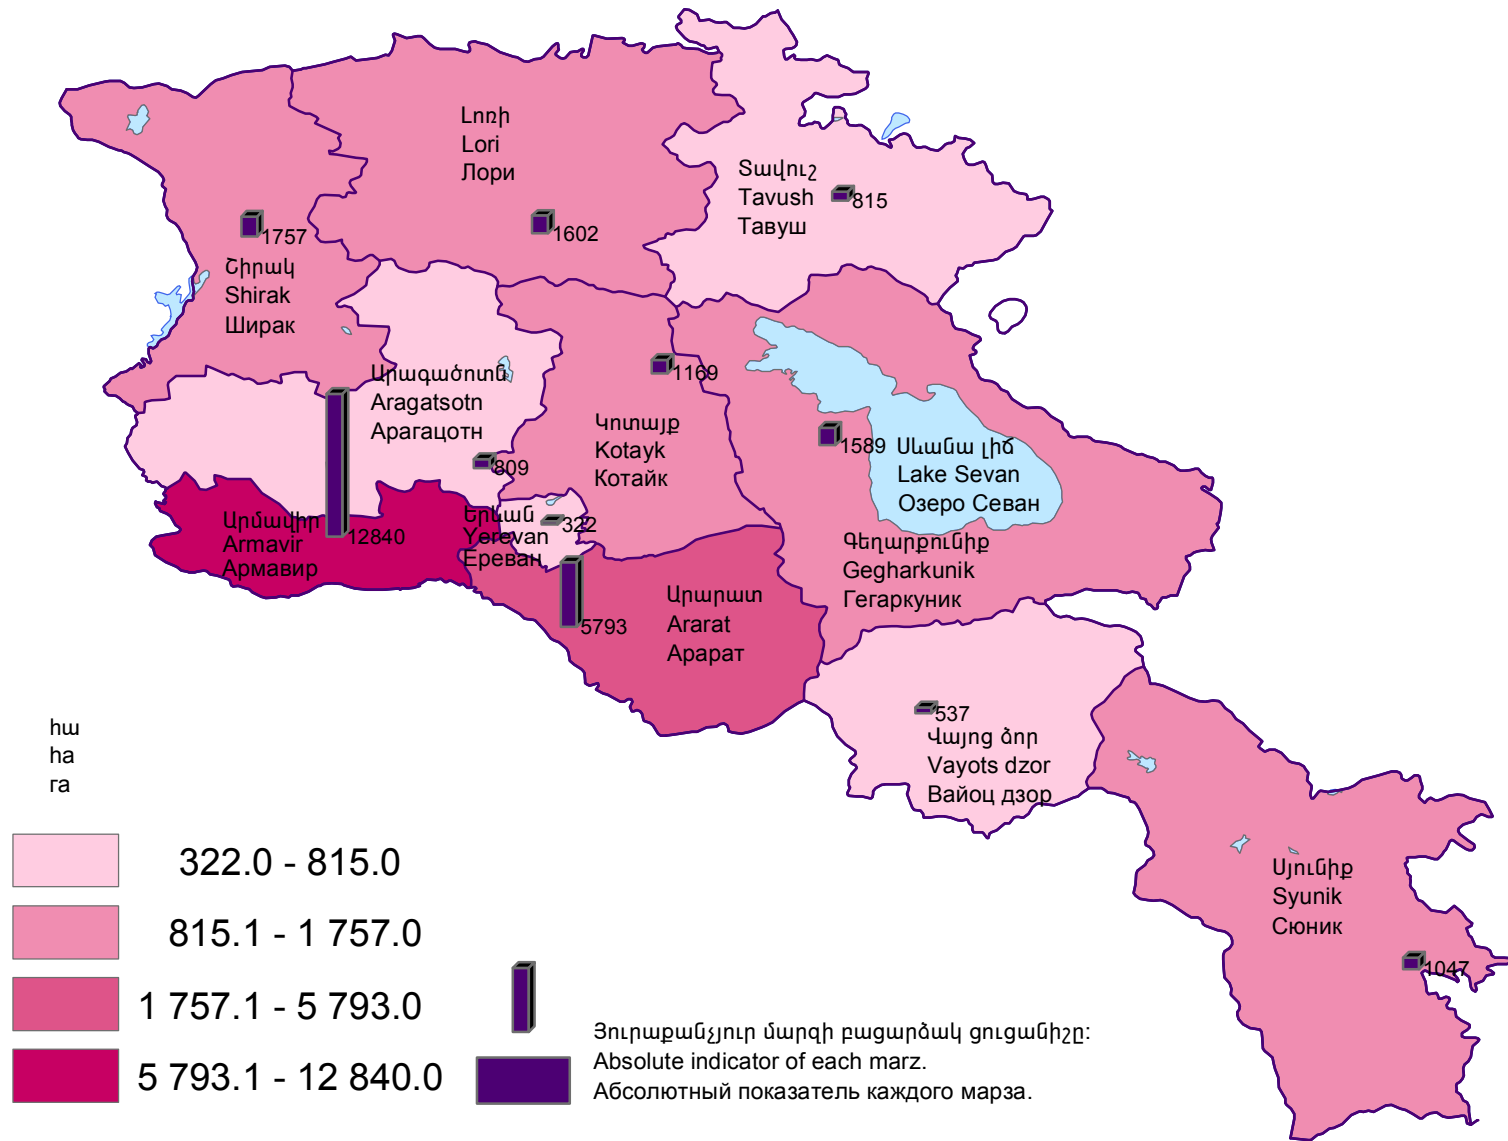 Լոռի
Lori
Лори
Տավուշ
Tavush
Тавуш
815
1757
1602
Շիրակ
Shirak
Ширак
Արագածոտն
Aragatsotn
Арагацотн
1169
Կոտայք
Kotayk
Котайк
1589
Սևանա լիճ
Lake Sevan
Озеро Севан
809
Արմավիր
Armavir
Армавир
12840
Երևան
Yerevan
Ереван
322
Գեղարքունիք
Gegharkunik
Гегаркуник
Արարատ
Ararat
Арарат
5793
537
Վայոց ձոր
Vayots dzor
Вайоц дзор
հա
ha
га
Սյունիք
Syunik
Сюник
1047
322.0 - 815.0
815.1 - 1 757.0
1 757.1 - 5 793.0
5 793.1 - 12 840.0
Յուրաքանչյուր մարզի բացարձակ ցուցանիշը:
Absolute indicator of each marz.
Абсолютный показатель каждого марза.